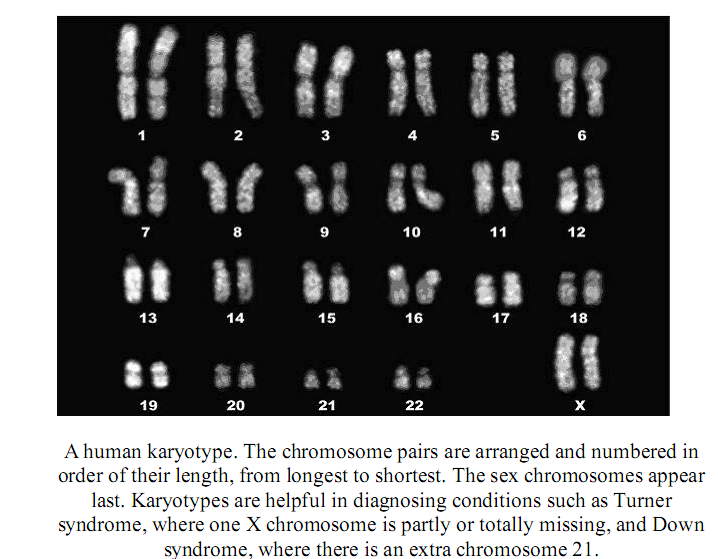 1 2 3 4 5 6
7 8 9 10 11 12
13 14 15 16 17 18
19 20 21 22 X
A human karyotype. The chromosome pairs are arranged and numbered in
order of their length, from longest to shortest. The sex chromosomes appear
last. Karyotypes are helpful in diagnosing conditions such as Turner
syndrome, where one X chromosome is partly or totally missing, and Down
syndrome, where there is an extra chromosome 21.